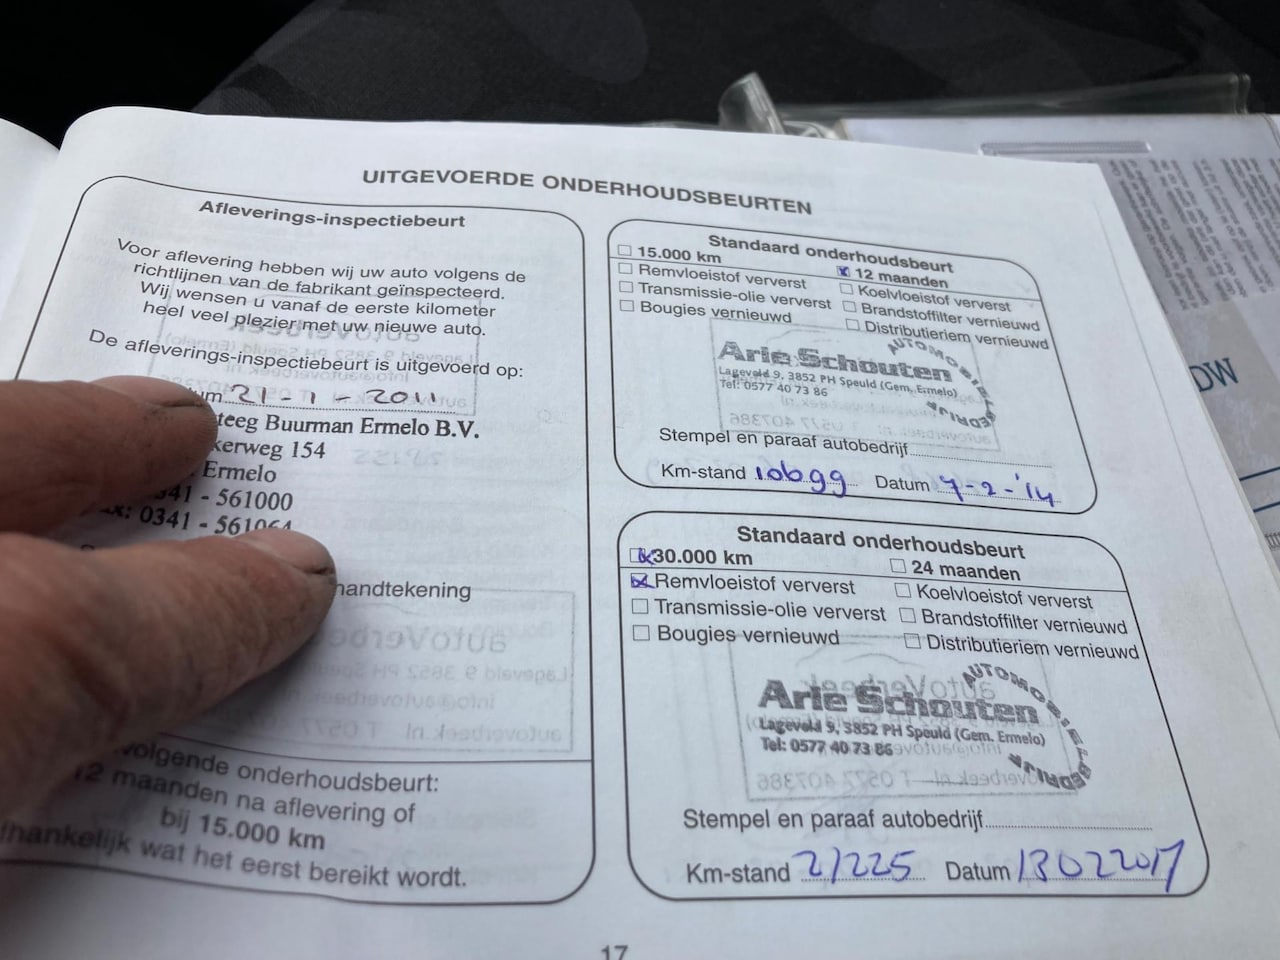 UITGEVOERDE ONDERHOUDSBEURTEN
Afleverings-inspectiebeurt
Voor aflevering hebben wij uw auto volgens de
richtlijnen van de fabrikant geïnspecteerd.
Wij wensen u vanaf de eerste kilometer
heel veel plezier met uw nieuwe auto.
De afleverings-inspectiebeurt is uitgevoerd op:
um 21-1-2011
teeg Buurman Ermelo B.V.
kerweg 154
Ermelo
341 - 561000
x: 0341 - 561064
handtekening
volgende onderhoudsbeurt:
12 maanden na aflevering of
bij 15.000 km
fhankelijk wat het eerst bereikt wordt.
Standaard onderhoudsbeurt
15.000 km
12 maanden
Remvloeistof ververst
Koelvloeistof ververst
Transmissie-olie ververst
Brandstoffilter vernieuwd
Bougies vernieuwd
Distributieriem vernieuwd
Arie Schouten
AUTOMOBIELBEDRIJF
Lageveld 9, 3852 PH Speuld (Gem. Ermelo)
Tel: 0577 40 73 86
Stempel en paraaf autobedrijf
Km-stand Datum 7-2-'14
Standaard onderhoudsbeurt
30.000 km
24 maanden
Remvloeistof ververst
Koelvloeistof ververst
Transmissie-olie ververst
Brandstoffilter vernieuwd
Bougies vernieuwd
Distributieriem vernieuwd
Arie Schouten
AUTOMOBIELBEDRIJF
Lageveld 9, 3852 PH Speuld (Gem. Ermelo)
Tel: 0577 40 73 86
Stempel en paraaf autobedrijf
Km-stand 21225 Datum 13022017
17